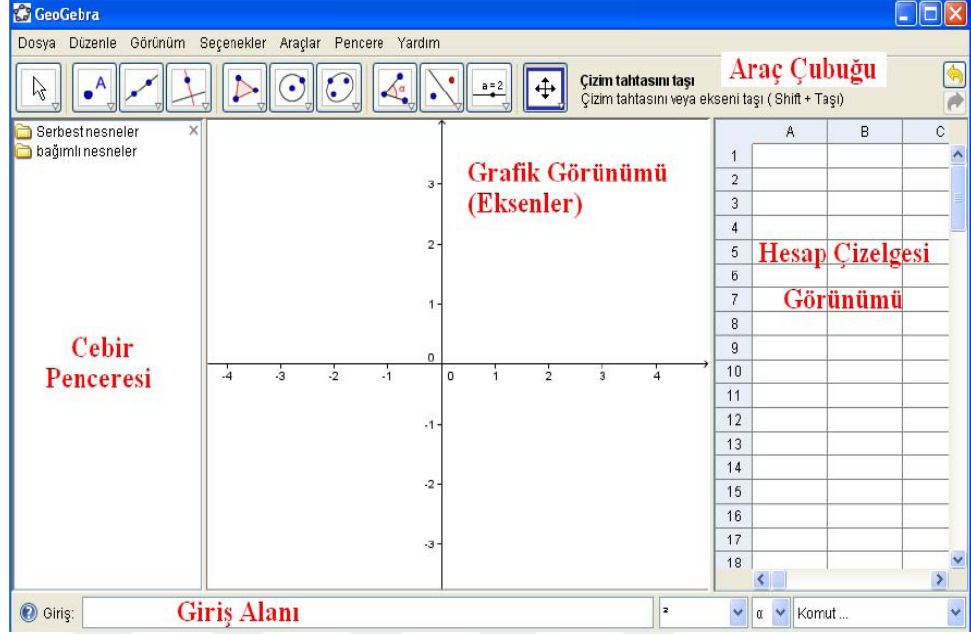 GeoGebra
Dosya Düzenle Görünüm Seçenekler Araçlar Pencere Yardım
A α a=2
Çizim tahtasını taşı
Çizim tahtasını veya ekseni taşı (Shift + Taşı)
Araç Çubuğu
Serbest nesneler
bağımlı nesneler
Cebir
Penceresi
Grafik Görünümü
(Eksenler)
3
2
1
0
-4 -3 -2 -1 0 1 2 3 4
-1
-2
-3
A B C
1
2
3
4
5
6
7
8
9
10
11
12
13
14
15
16
17
18
Hesap Çizelgesi
Görünümü
Giriş: Giriş Alanı ² α Komut ...